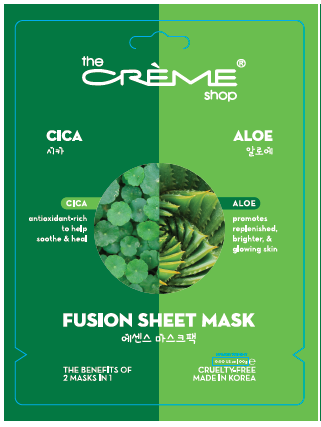 the
CRÈME®
shop
CICA
시카
ALOE
알로에
CICA
antioxidant-rich
to help
soothe & heal
ALOE
promotes
replenished,
brighter, &
glowing skin
FUSION SHEET MASK
에센스 마스크팩
THE BENEFITS OF
2 MASKS IN 1
CRUELTY-FREE
MADE IN KOREA